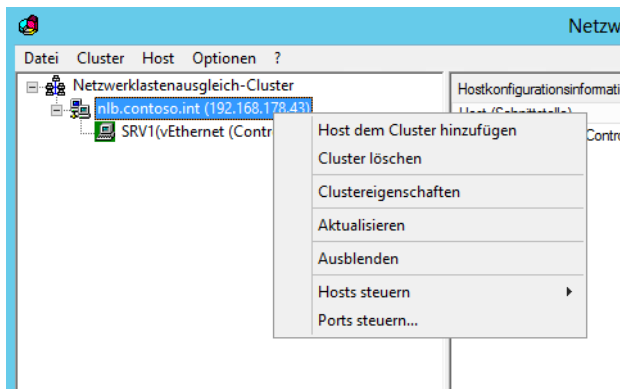 Netzw
Datei Cluster Host Optionen ?
Netzwerklastenausgleich-Cluster
Hostkonfigurationsinformati
nlb.contoso.int (192.168.178.43)
SRV1(vEthernet (Contr
Contro
Host dem Cluster hinzufügen
Cluster löschen
Clustereigenschaften
Aktualisieren
Ausblenden
Hosts steuern
Ports steuern...